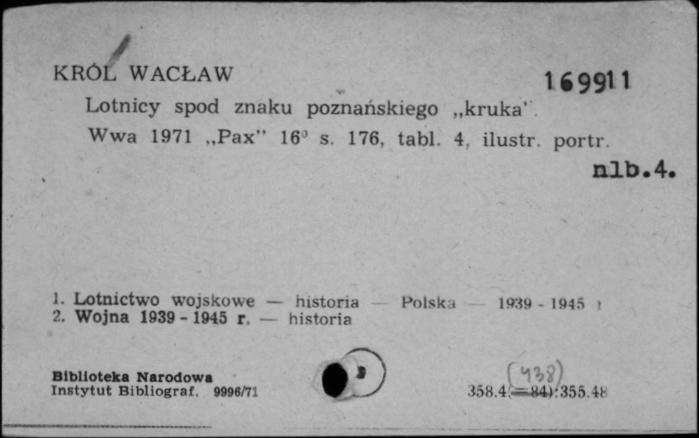 KRÓL WACŁAW 169911
Lotnicy spod znaku poznańskiego „kruka”.
Wwa 1971 „Pax” 16° s. 176, tabl. 4, ilustr. portr.
nlb.4.
1. Lotnictwo wojskowe — historia — Polska — 1939 - 1945 r
2. Wojna 1939 - 1945 r. — historia
Biblioteka Narodowa
Instytut Bibliograf. 9996/71
(438)
358.4(=84):355.48